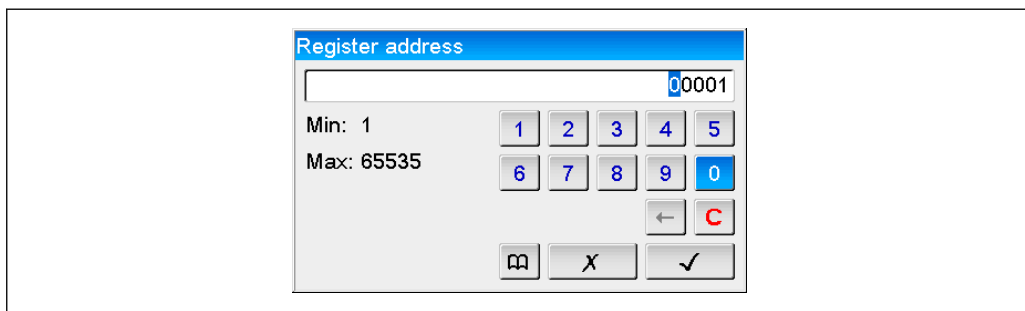 Register address
00001
Min: 1
1 2 3 4 5
Max: 65535
6 7 8 9 0
← C
X ✓